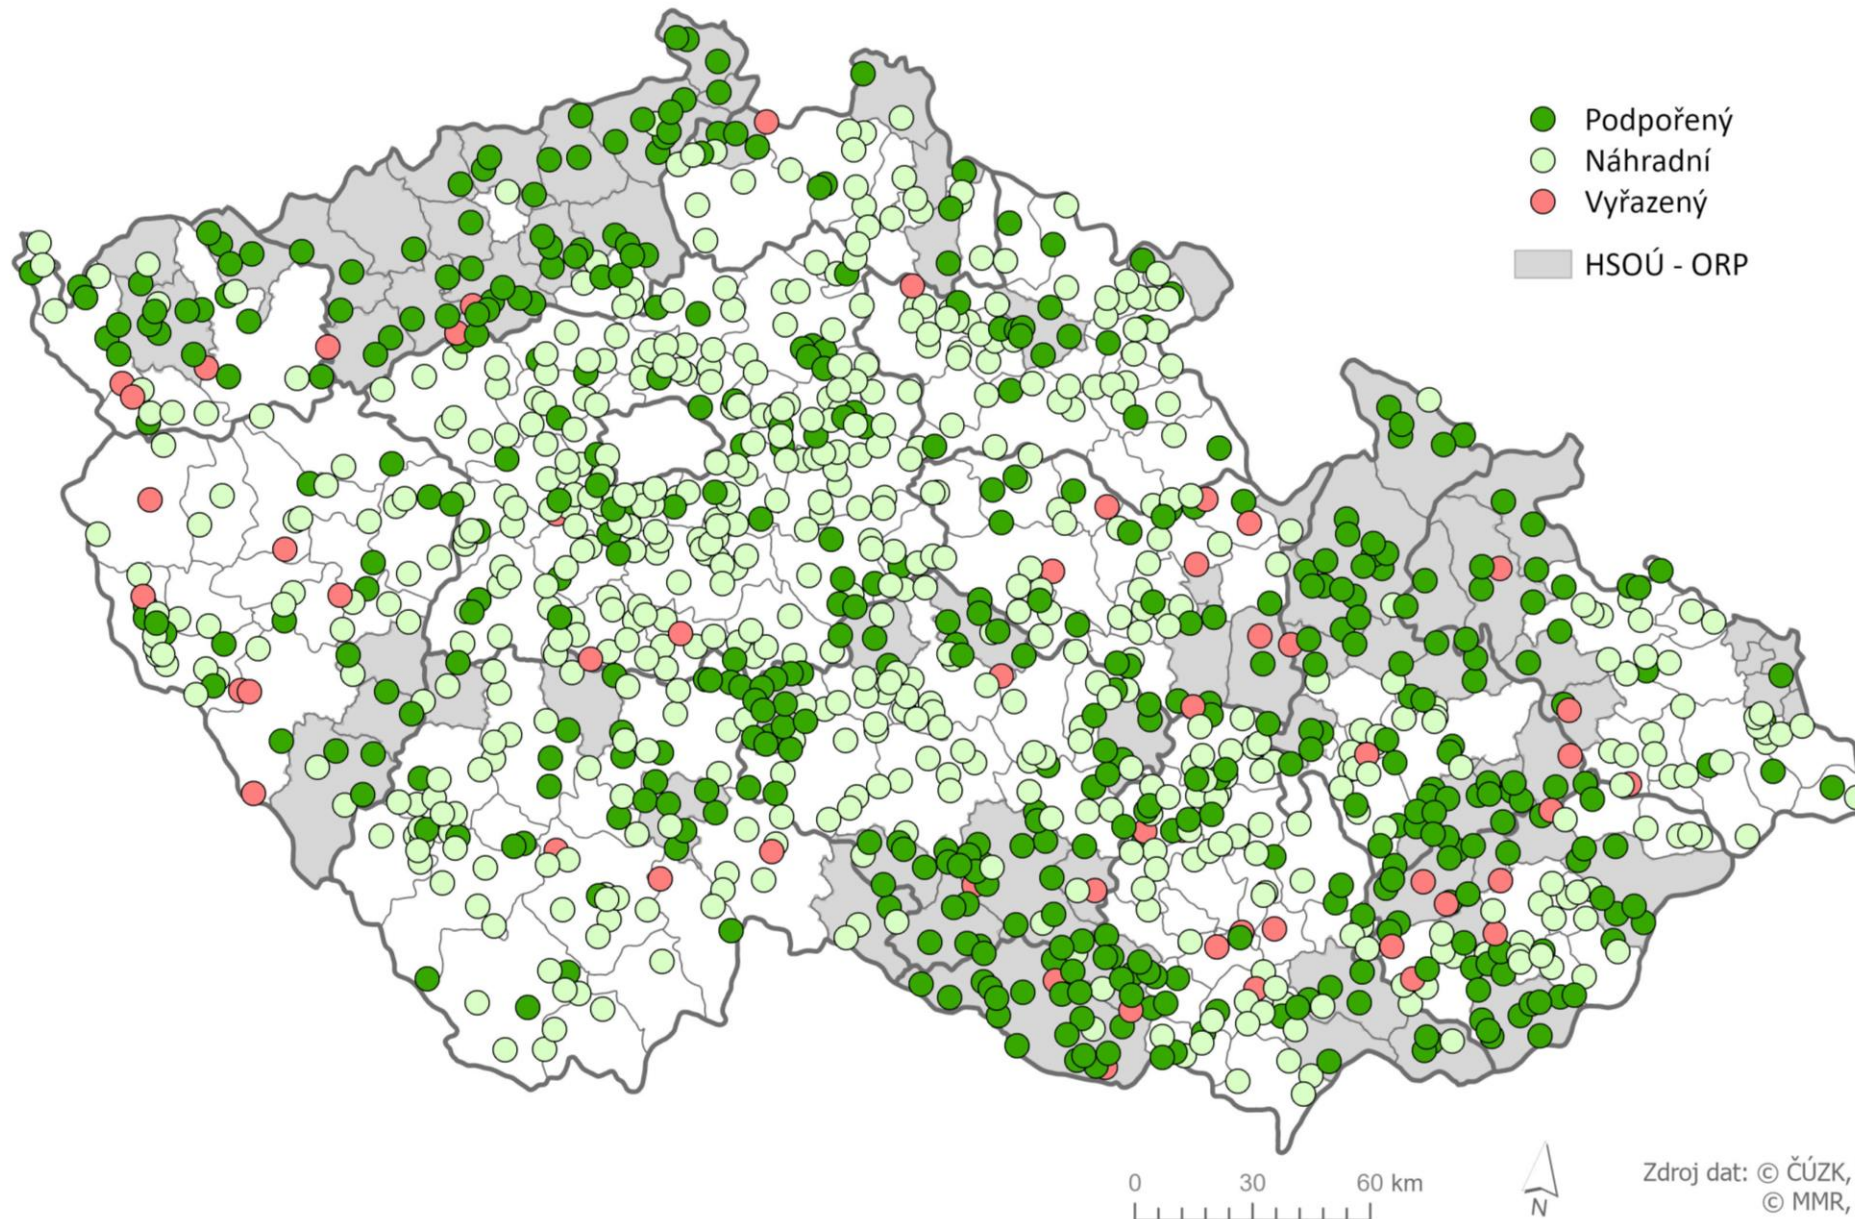 Podpořený
Náhradní
Vyřazený
HSOÚ - ORP
0 30 60 km
N
Zdroj dat: © ČÚZK,
© MMR,